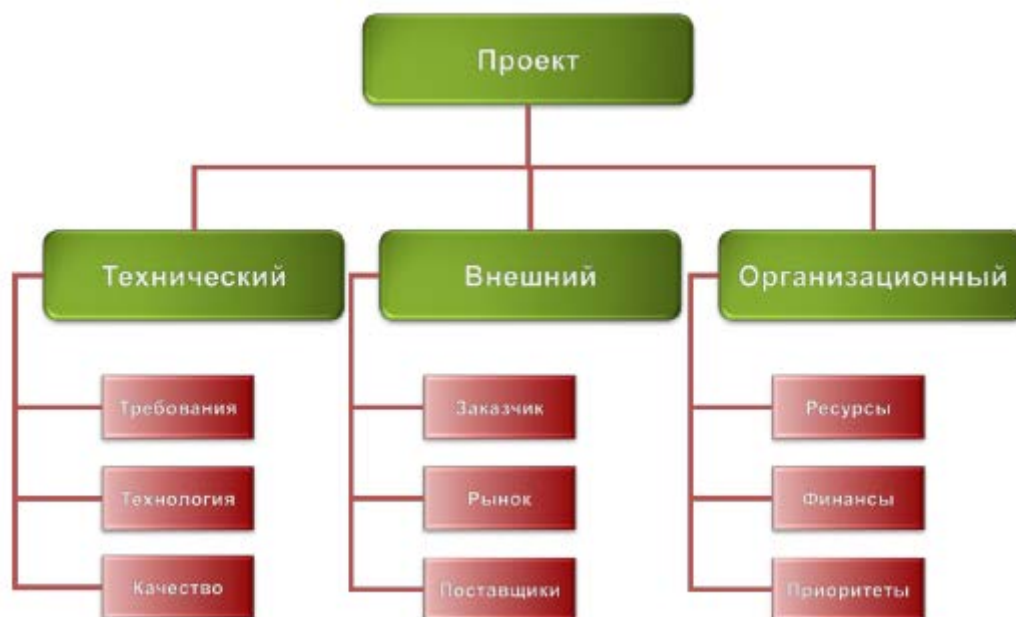 Проект
Технический
Внешний
Организационный
Требования
Заказчик
Ресурсы
Технология
Рынок
Финансы
Качество
Поставщики
Приоритеты